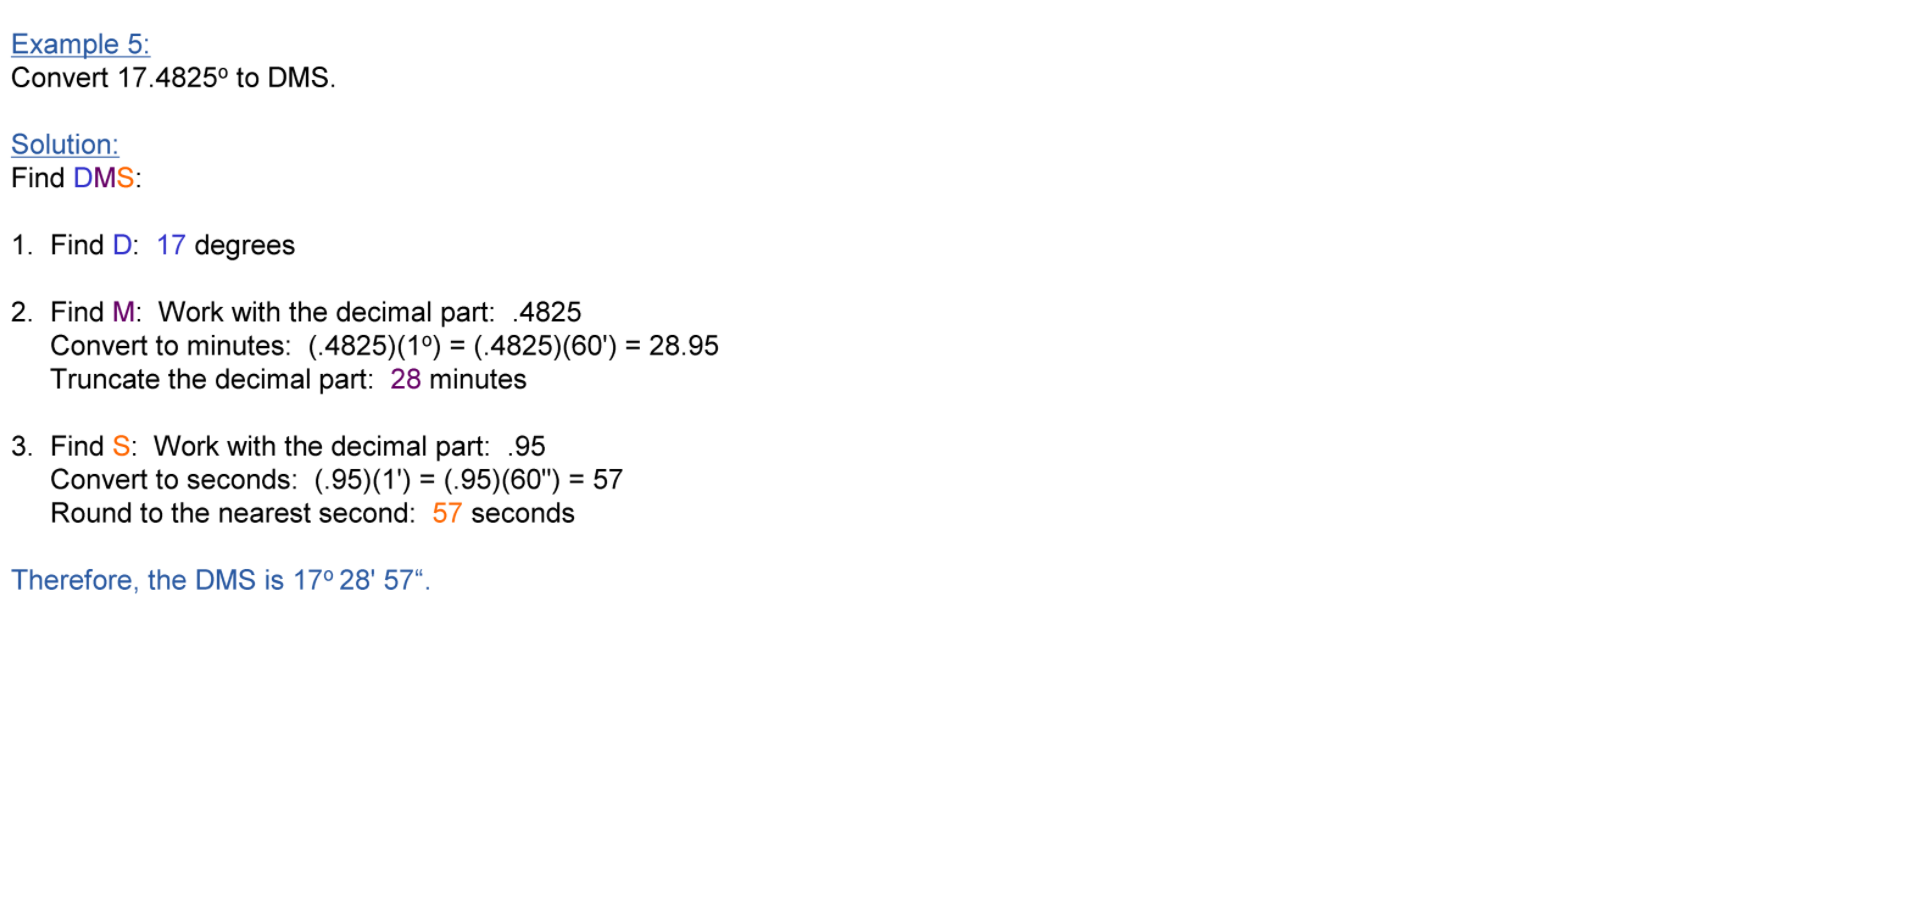 Example 5:
Convert 17.4825º to DMS.
Solution:
Find DMS:
1. Find D: 17 degrees
2. Find M: Work with the decimal part: .4825
Convert to minutes: (.4825)(1º) = (.4825)(60') = 28.95
Truncate the decimal part: 28 minutes
3. Find S: Work with the decimal part: .95
Convert to seconds: (.95)(1') = (.95)(60") = 57
Round to the nearest second: 57 seconds
Therefore, the DMS is 17º 28' 57“.